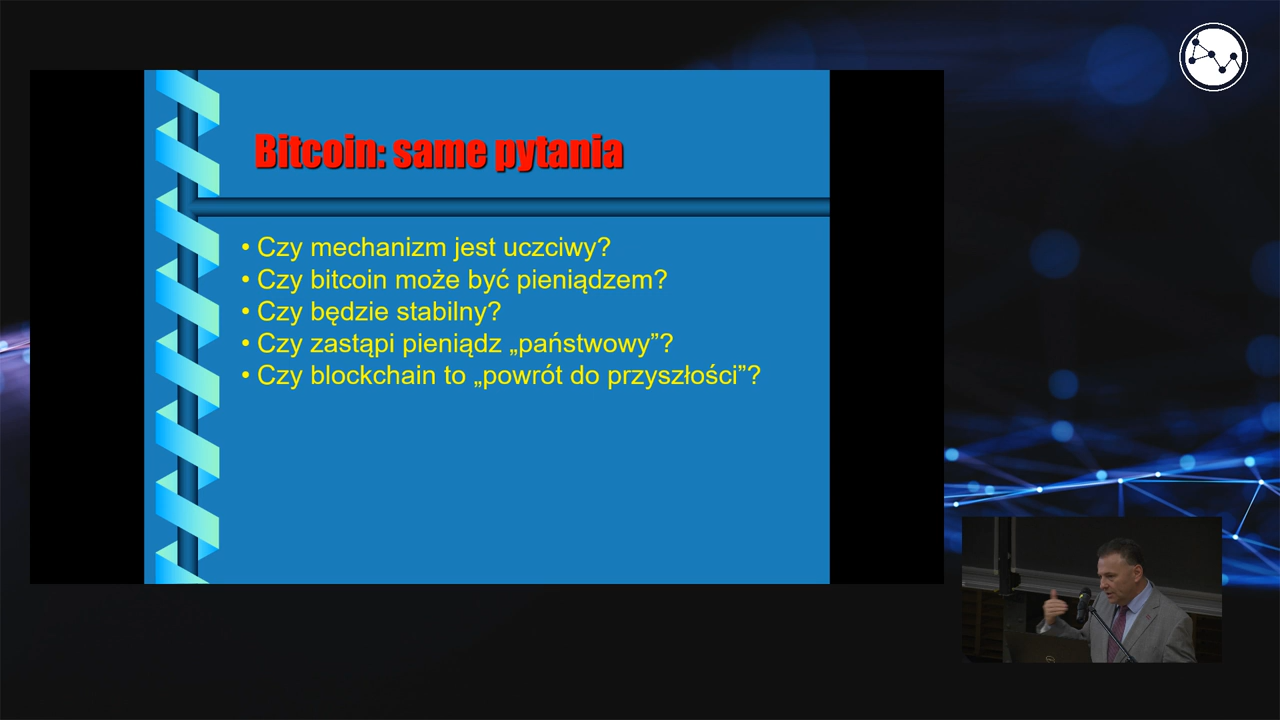 Bitcoin: same pytania
• Czy mechanizm jest uczciwy?
• Czy bitcoin może być pieniądzem?
• Czy będzie stabilny?
• Czy zastąpi pieniądz „państwowy”?
• Czy blockchain to „powrót do przyszłości”?